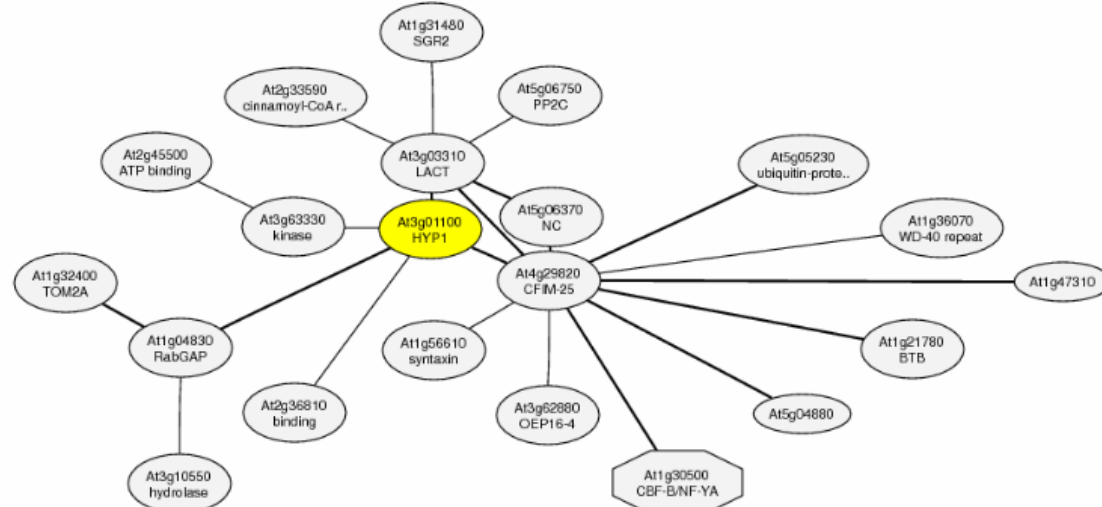 At1g31480
SGR2
At2g33590
cinnamoyl-CoA r..
At5g06750
PP2C
At2g45500
ATP binding
At3g03310
LACT
At5g05230
ubiquitin-prote..
At3g63330
kinase
At3g01100
HYP1
At5g06370
NC
At1g36070
WD-40 repeat
At1g32400
TOM2A
At4g29820
CFIM-25
At1g47310
At1g04830
RabGAP
At1g56610
syntaxin
At1g21780
BTB
At2g36810
binding
At3g62880
OEP16-4
At5g04880
At3g10550
hydrolase
At1g30500
CBF-B/NF-YA